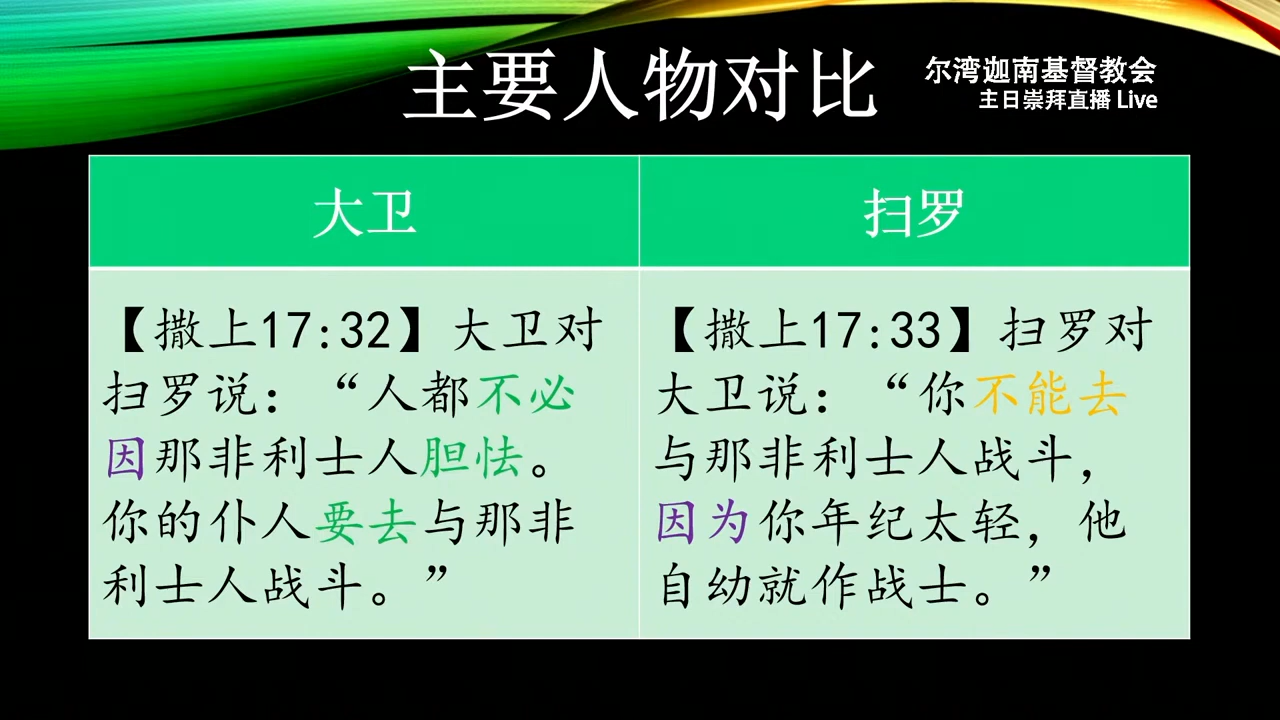 主要人物对比
尔湾迦南基督教会
主日崇拜直播 Live
大卫
扫罗
【撒上17:32】大卫对
扫罗说：“人都不必
因那非利士人胆怯。
你的仆人要去与那非
利士人战斗。”
【撒上17:33】扫罗对
大卫说：“你不能去
与那非利士人战斗，
因为你年纪太轻，他
自幼就作战士。”